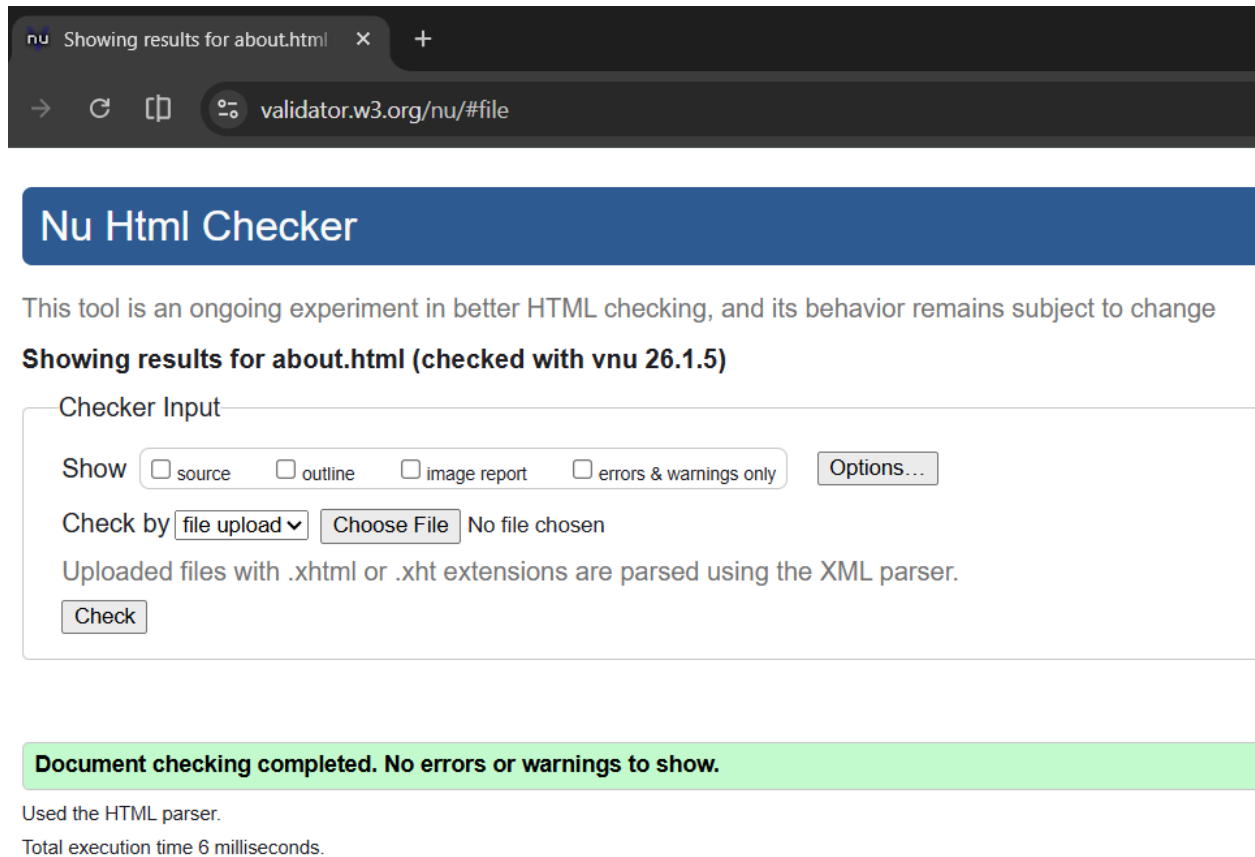 nu Showing results for about.html
validator.w3.org/nu/#file
Nu Html Checker
This tool is an ongoing experiment in better HTML checking, and its behavior remains subject to change
Showing results for about.html (checked with vnu 26.1.5)
Checker Input
Show source outline image report errors & warnings only Options...
Check by file upload Choose File No file chosen
Uploaded files with .xhtml or .xht extensions are parsed using the XML parser.
Check
Document checking completed. No errors or warnings to show.
Used the HTML parser.
Total execution time 6 milliseconds.